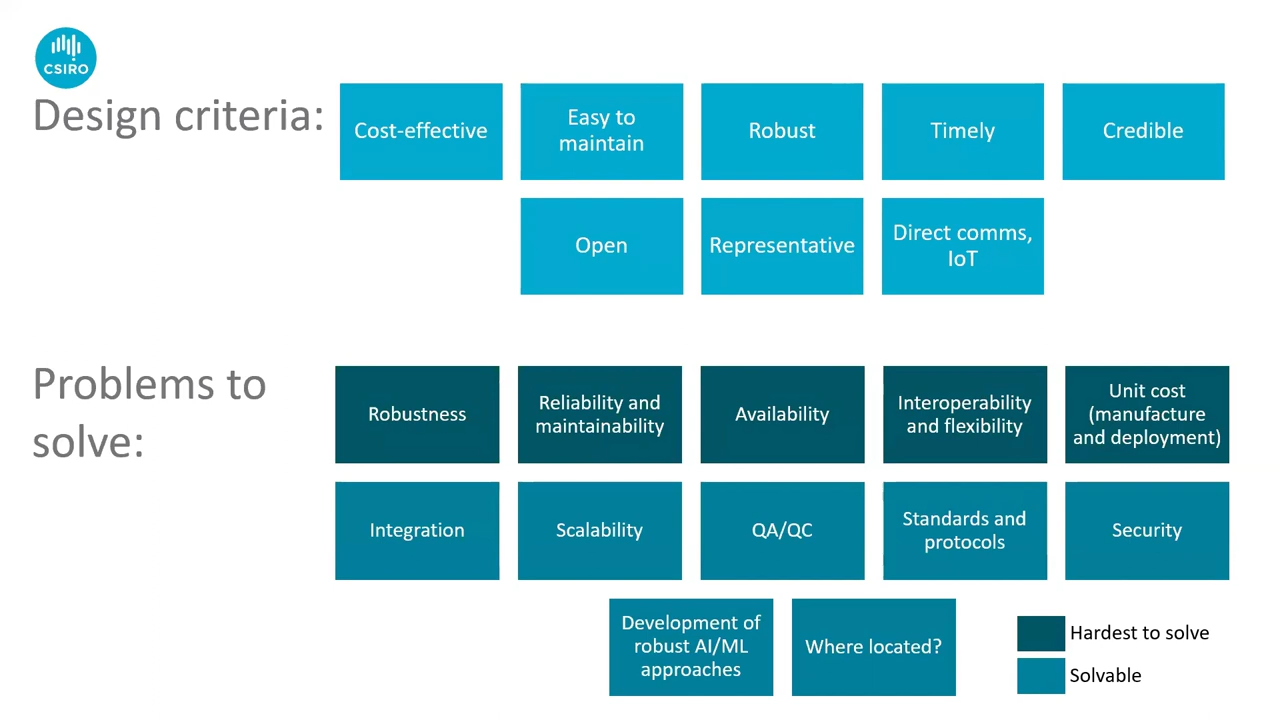 CSIRO
Design criteria:
Cost-effective
Easy to
maintain
Robust
Timely
Credible
Open
Representative
Direct comms,
IoT
Problems to
solve:
Robustness
Reliability and
maintainability
Availability
Interoperability
and flexibility
Unit cost
(manufacture
and deployment)
Integration
Scalability
QA/QC
Standards and
protocols
Security
Development of
robust AI/ML
approaches
Where located?
Hardest to solve
Solvable